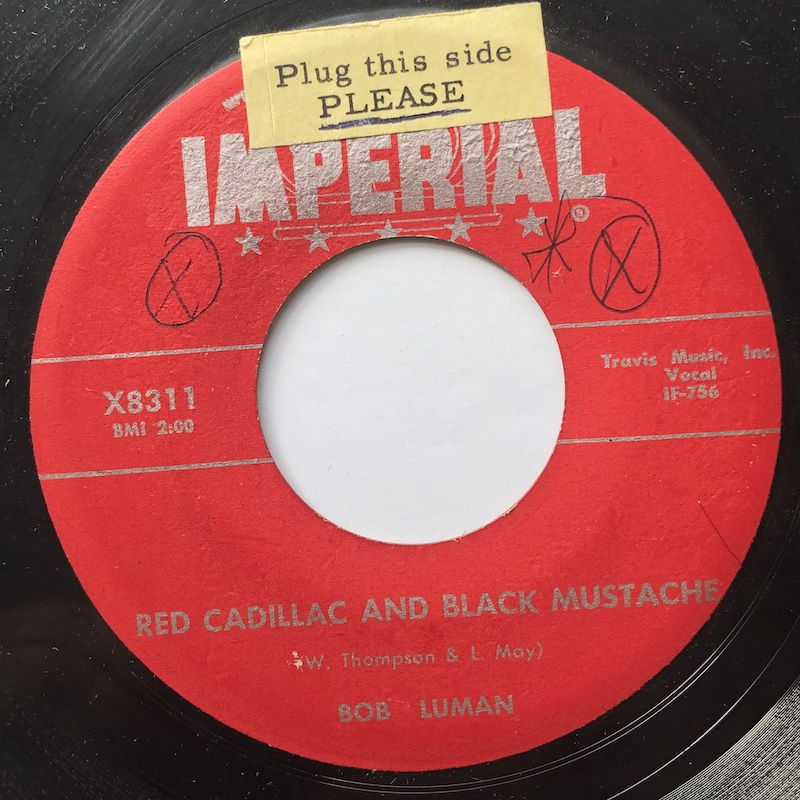 Plug this side
PLEASE
IMPERIAL
®
X
X8311
BMI 2:00
Travis Music, Inc.
Vocal
IF-756
RED CADILLAC AND BLACK MUSTACHE
(W. Thompson & L. May)
BOB LUMAN